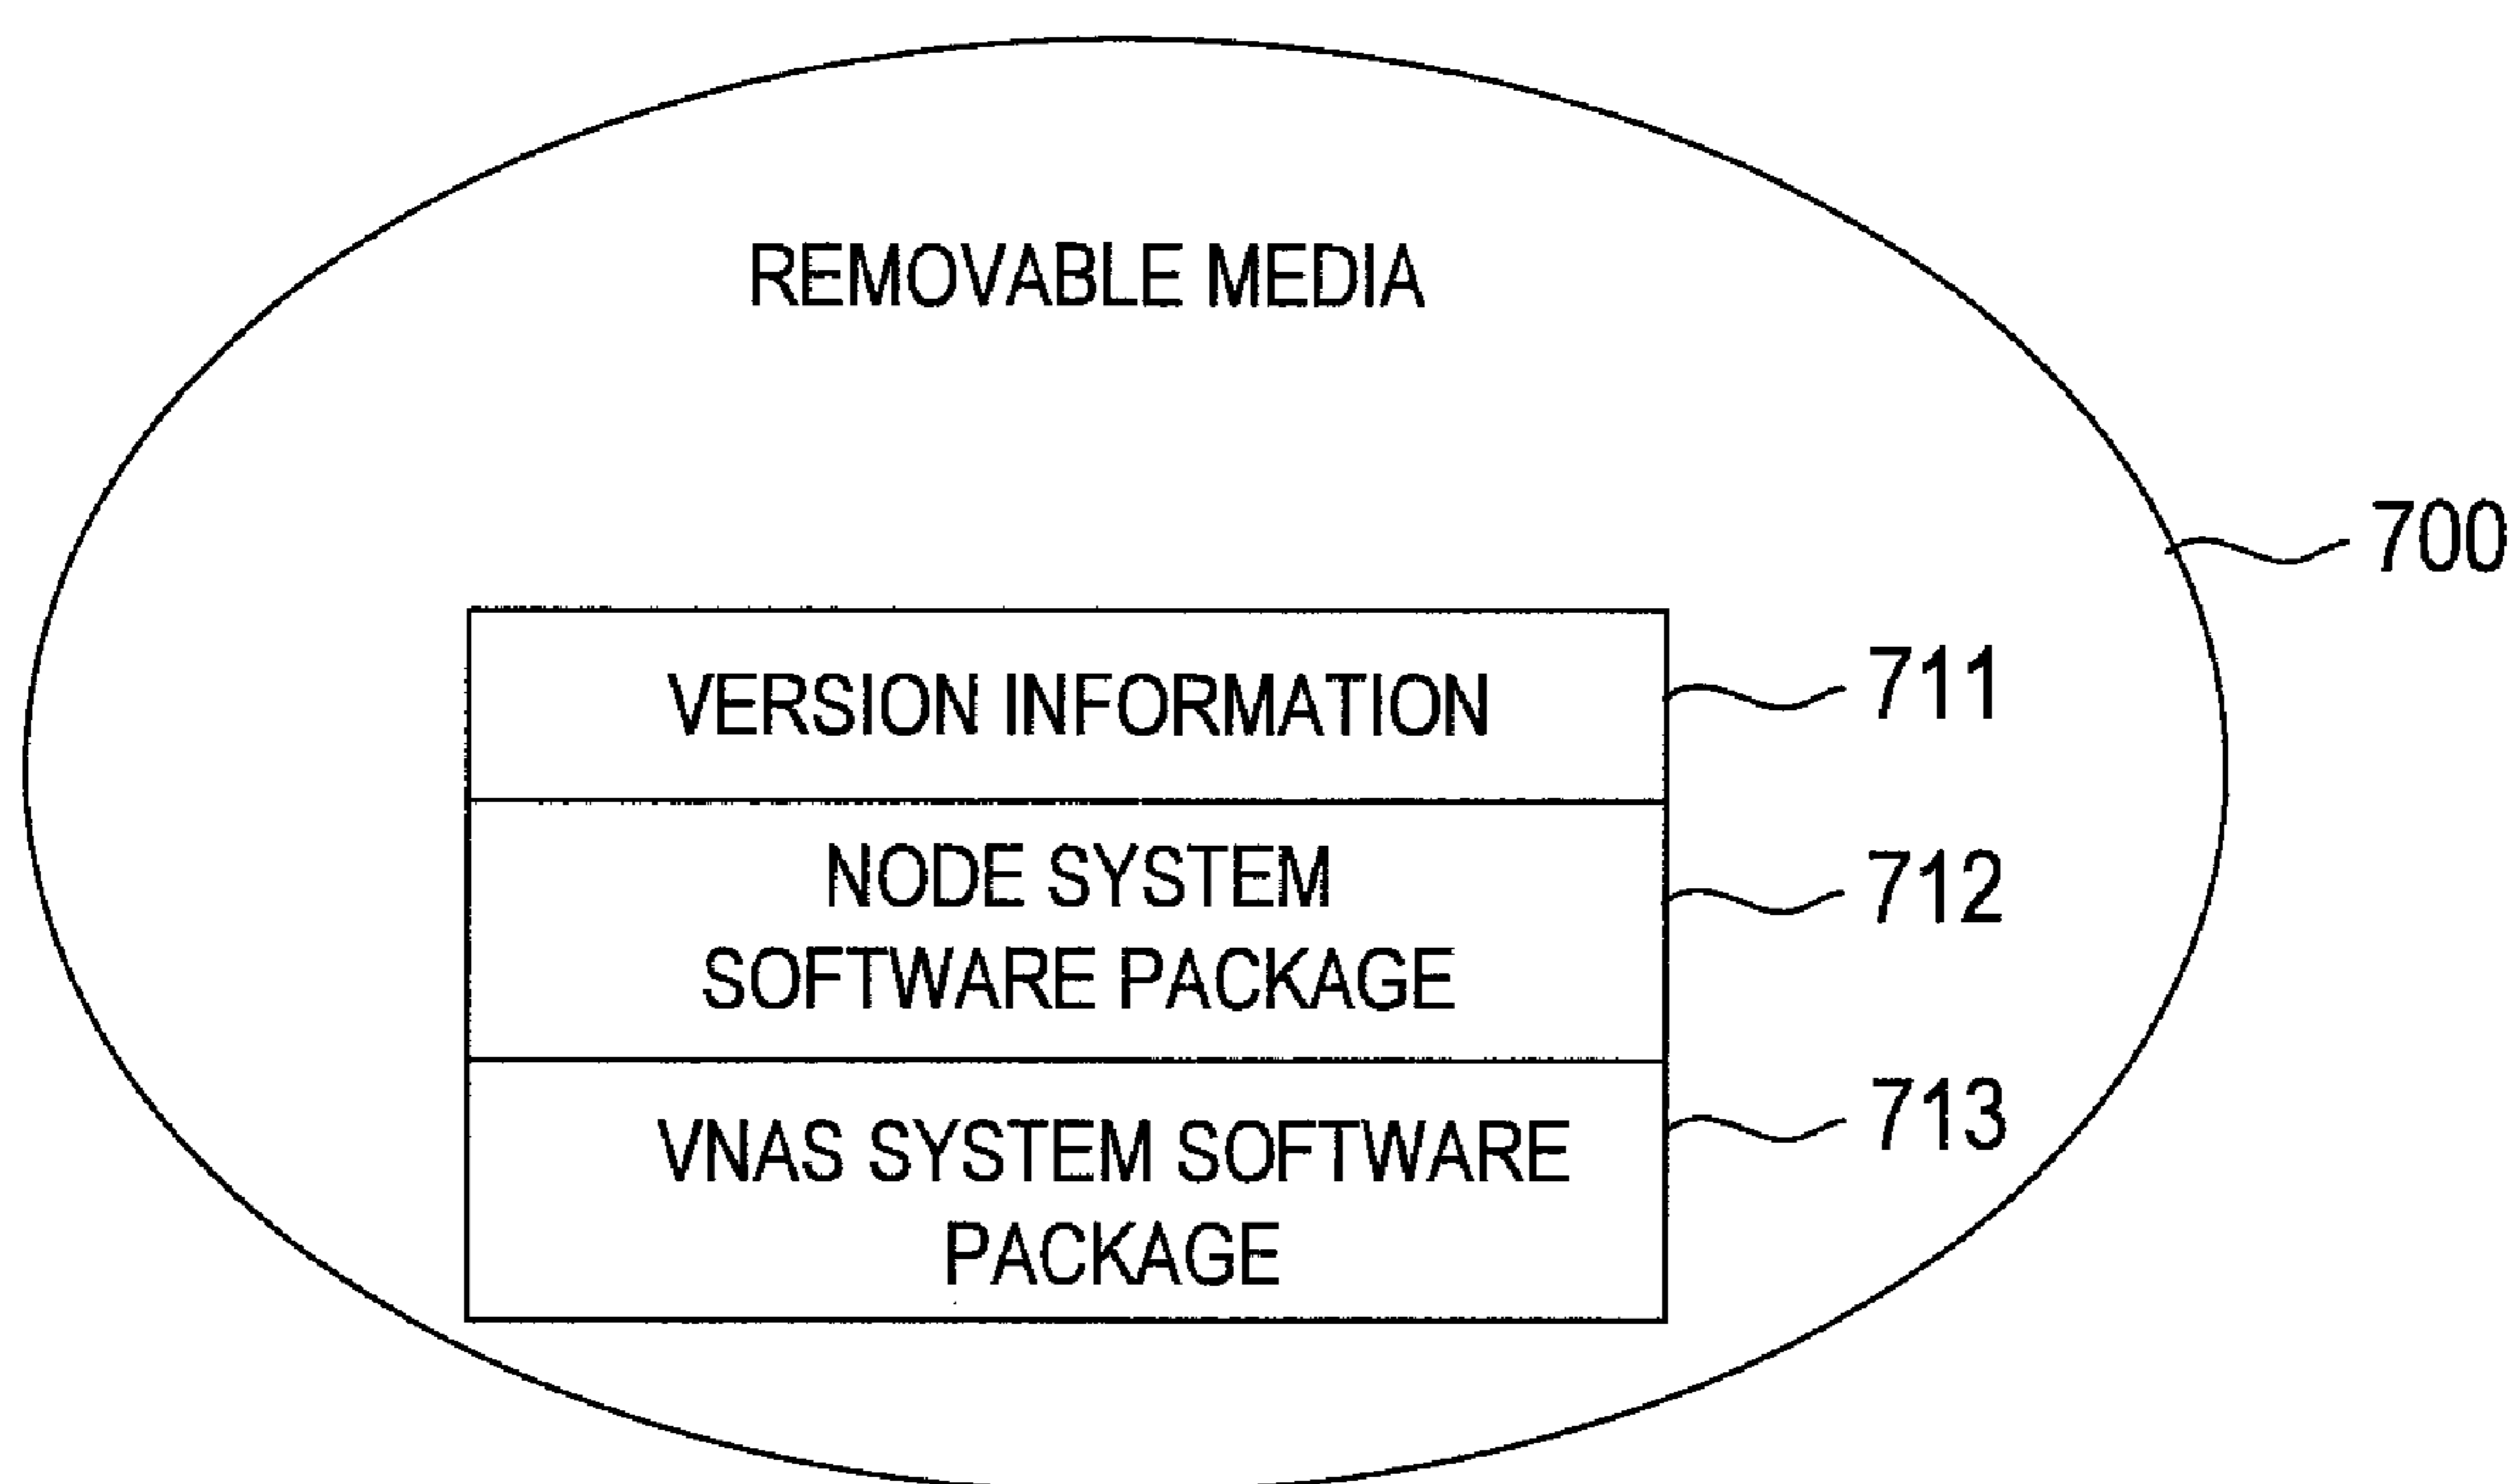 REMOVABLE MEDIA
700
VERSION INFORMATION
711
NODE SYSTEM
SOFTWARE PACKAGE
712
VNAS SYSTEM SOFTWARE
PACKAGE
713